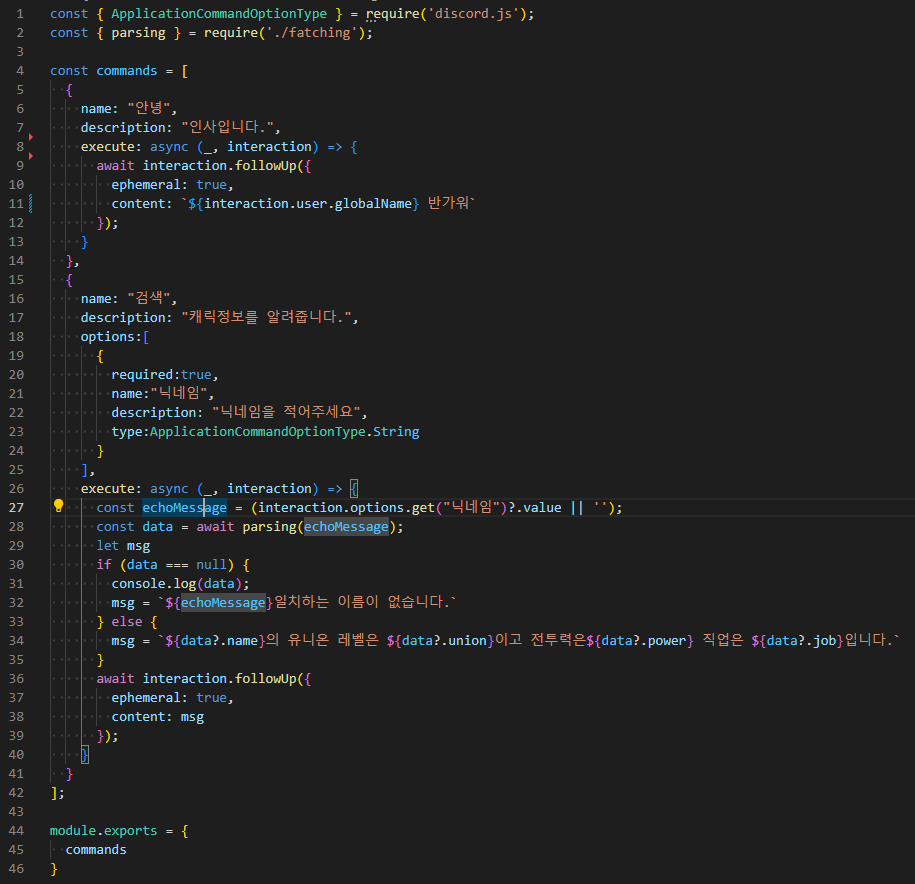 1 const { ApplicationCommandOptionType } = require('discord.js');
2 const { parsing } = require('./fatching');
3
4 const commands = [
5 {
6 name: "안녕",
7 description: "인사입니다.",
8 execute: async (_, interaction) => {
9 await interaction.followUp({
10 ephemeral: true,
11 content: `${interaction.user.globalName} 반가워`
12 });
13 }
14 },
15 {
16 name: "검색",
17 description: "캐릭정보를 알려줍니다.",
18 options:[
19 {
20 required:true,
21 name:"닉네임",
22 description: "닉네임을 적어주세요",
23 type:ApplicationCommandOptionType.String
24 }
25 ],
26 execute: async (_, interaction) => {
27 const echoMessage = (interaction.options.get("닉네임")?.value || '');
28 const data = await parsing(echoMessage);
29 let msg
30 if (data === null) {
31 console.log(data);
32 msg = `${echoMessage}일치하는 이름이 없습니다.`
33 } else {
34 msg = `${data?.name}의 유니온 레벨은 ${data?.union}이고 전투력은${data?.power} 직업은 ${data?.job}입니다.`
35 }
36 await interaction.followUp({
37 ephemeral: true,
38 content: msg
39 });
40 }
41 }
42 ];
43
44 module.exports = {
45 commands
46 }